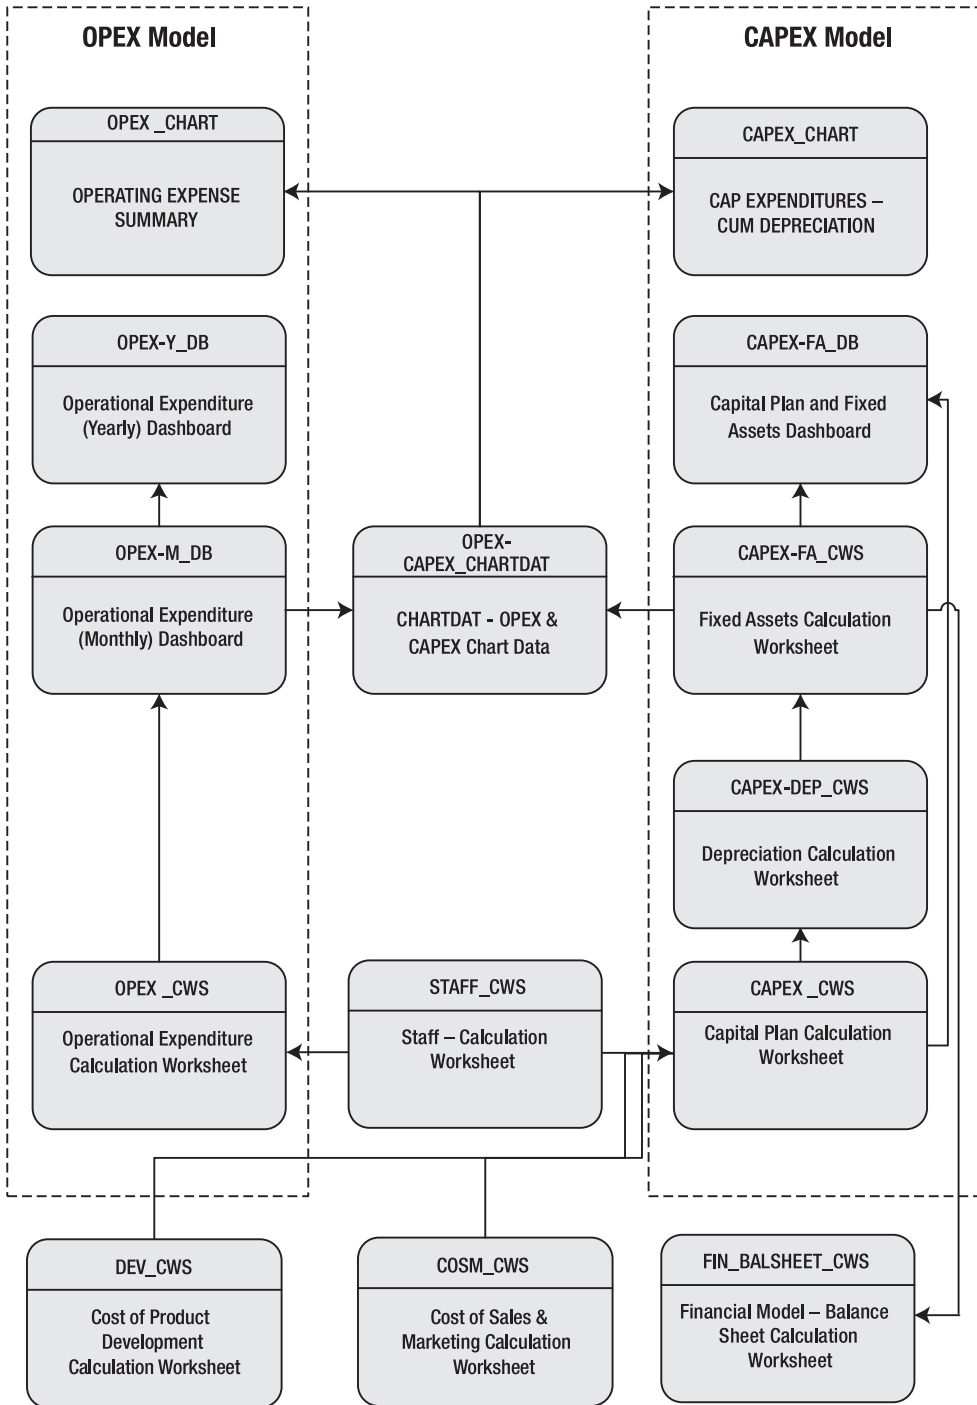 OPEX Model
CAPEX Model
OPEX _CHART
OPERATING EXPENSE
SUMMARY
CAPEX_CHART
CAP EXPENDITURES –
CUM DEPRECIATION
OPEX-Y_DB
Operational Expenditure
(Yearly) Dashboard
CAPEX-FA_DB
Capital Plan and Fixed
Assets Dashboard
OPEX-M_DB
Operational Expenditure
(Monthly) Dashboard
OPEX-
CAPEX_CHARTDAT
CHARTDAT - OPEX &
CAPEX Chart Data
CAPEX-FA_CWS
Fixed Assets Calculation
Worksheet
CAPEX-DEP_CWS
Depreciation Calculation
Worksheet
OPEX _CWS
Operational Expenditure
Calculation Worksheet
STAFF_CWS
Staff – Calculation
Worksheet
CAPEX _CWS
Capital Plan Calculation
Worksheet
DEV_CWS
Cost of Product
Development
Calculation Worksheet
COSM_CWS
Cost of Sales &
Marketing Calculation
Worksheet
FIN_BALSHEET_CWS
Financial Model – Balance
Sheet Calculation
Worksheet